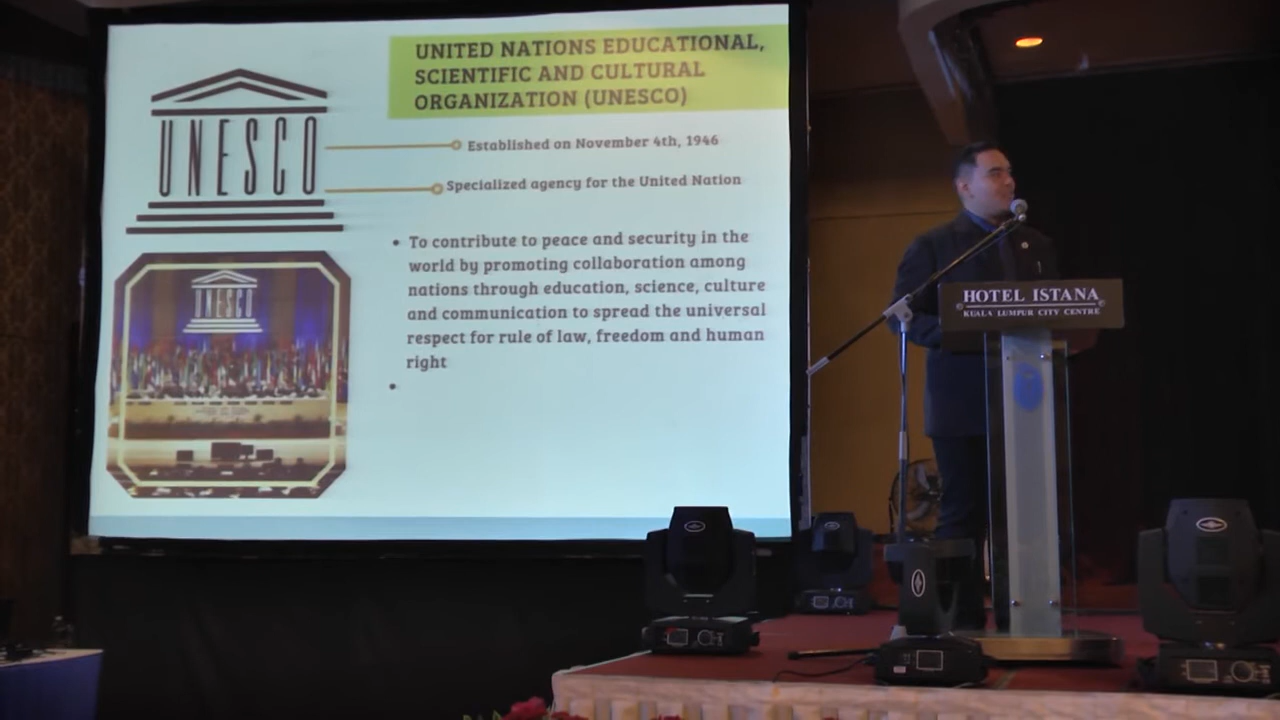 UNITED NATIONS EDUCATIONAL,
SCIENTIFIC AND CULTURAL
ORGANIZATION (UNESCO)
UNESCO
Established on November 4th, 1946
Specialized agency for the United Nation
• To contribute to peace and security in the
world by promoting collaboration among
nations through education, science, culture
and communication to spread the universal
respect for rule of law, freedom and human
right
•
UNESCO
HOTEL ISTANA
KUALA LUMPUR CITY CENTRE